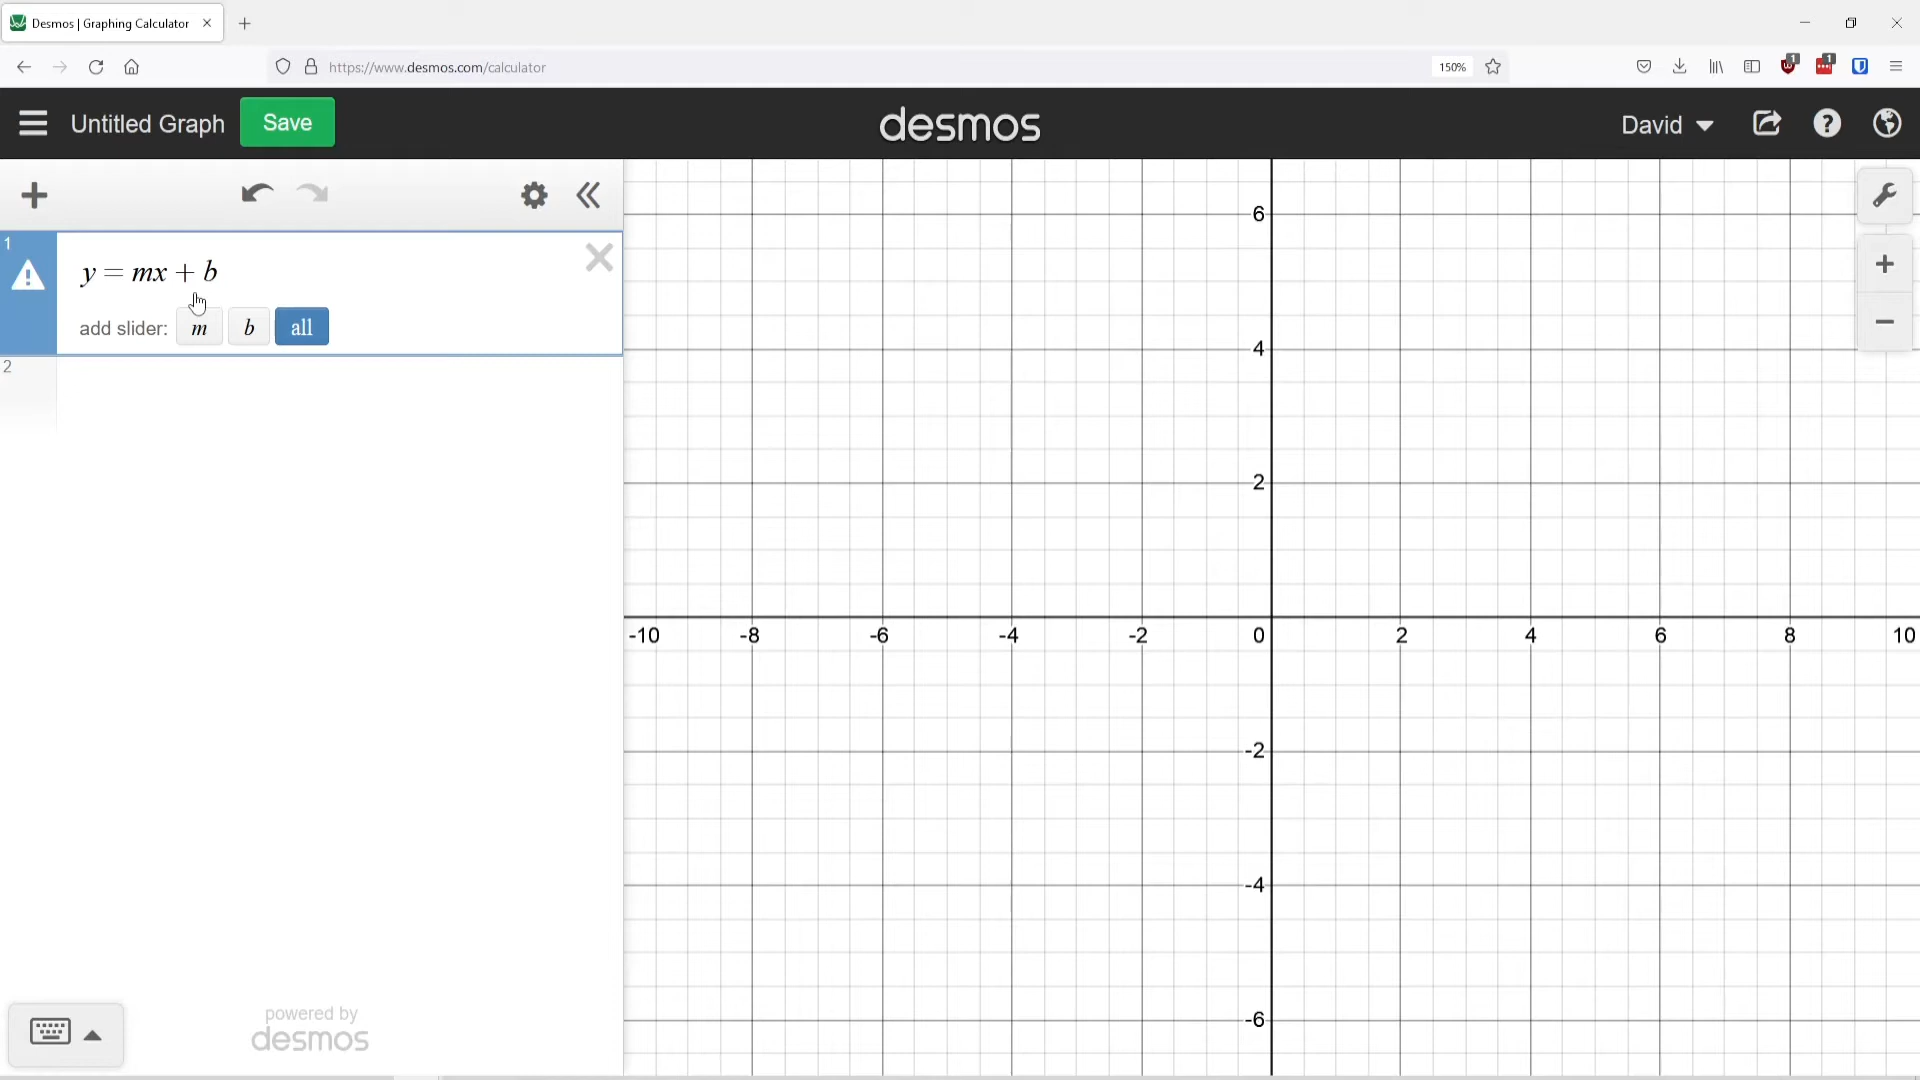 Desmos | Graphing Calculator
https://www.desmos.com/calculator
150%
1
1
Untitled Graph
Save
desmos
David
1
y = mx + b
add slider: m b all
2
6
4
2
-10 -8 -6 -4 -2 0 2 4 6 8 10
-2
-4
-6
powered by
desmos